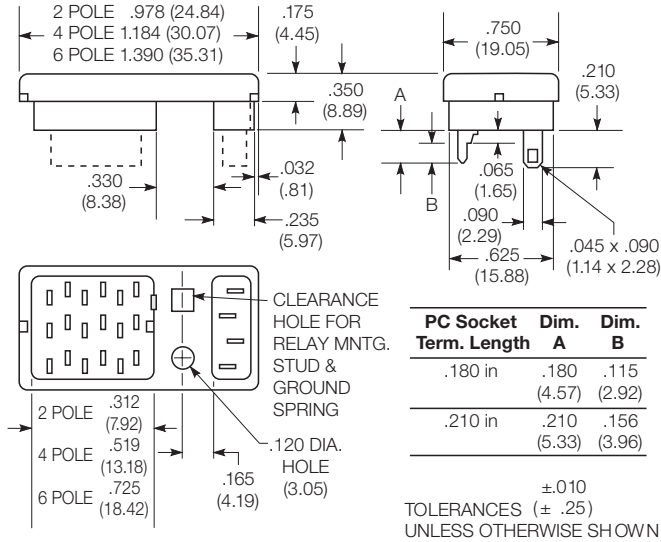 2 POLE .978 (24.84)
4 POLE 1.184 (30.07)
6 POLE 1.390 (35.31)
.175
(4.45)
.350
(8.89)
.330
(8.38)
.032
(.81)
.235
(5.97)
.750
(19.05)
.210
(5.33)
A
B
.065
(1.65)
.090
(2.29)
.625
(15.88)
.045 x .090
(1.14 x 2.28)
CLEARANCE
HOLE FOR
RELAY MNTG.
STUD &
GROUND
SPRING
.120 DIA.
HOLE
(3.05)
.165
(4.19)
2 POLE .312
(7.92)
4 POLE .519
(13.18)
6 POLE .725
(18.42)
PC Socket Dim. Dim.
Term. Length A B
.180 in .180 .115
(4.57) (2.92)
.210 in .210 .156
(5.33) (3.96)
±.010
TOLERANCES (± .25)
UNLESS OTHERWISE SHOWN